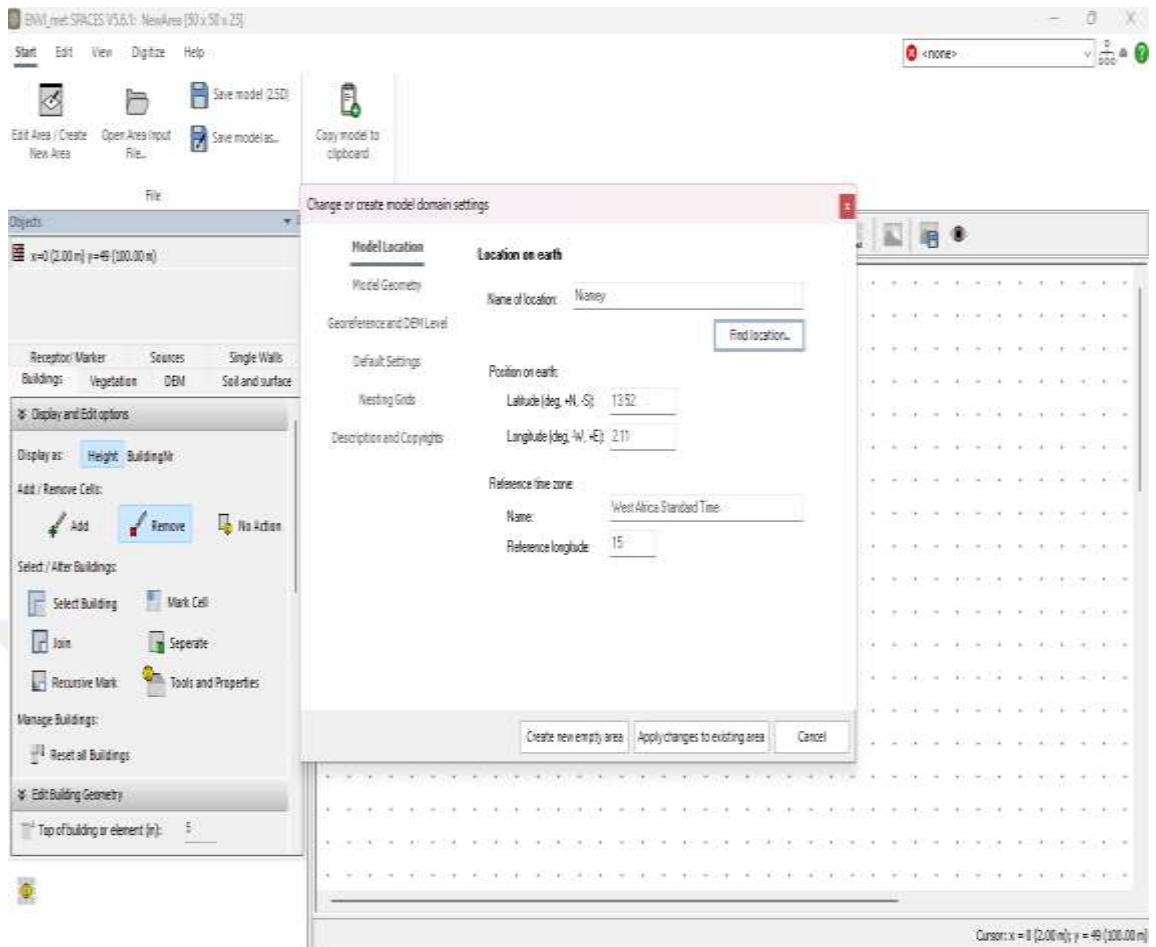 ENVI_met SPACES V5.6.1: NewArea [50 x 50 x 25]
Start Edit View Digitize Help
<none>
Save model (2.5D)
Edit Area / Create New Area
Open Area Input File...
Save model as...
Copy model to clipboard
File
Objects
x=0 (2.00 m) y=49 (100.00 m)
Receptor/ Marker Sources Single Walls
Buildings Vegetation DEM Soil and surface
Display and Edit options
Display as: Height BuildingNr
Add / Remove Cells:
Add Remove No Action
Select / Alter Buildings:
Select Building Mark Cell
Join Seperate
Recursive Mark Tools and Properties
Manage Buildings:
Reset all Buildings
Edit Building Geometry
Top of building or element (m): 5
Change or create model domain settings
Model Location
Model Geometry
Georeference and DEM Level
Default Settings
Nesting Grids
Description and Copyrights
Location on earth
Name of location: Niamey
Find location...
Position on earth:
Latitude (deg, +N, -S): 13.52
Longitude (deg, -W, +E): 2.11
Reference time zone:
Name: West Africa Standard Time
Reference longitude: 15
Create new empty area Apply changes to existing area Cancel
Cursor: x = 0 (2.00 m); y = 49 (100.00 m)